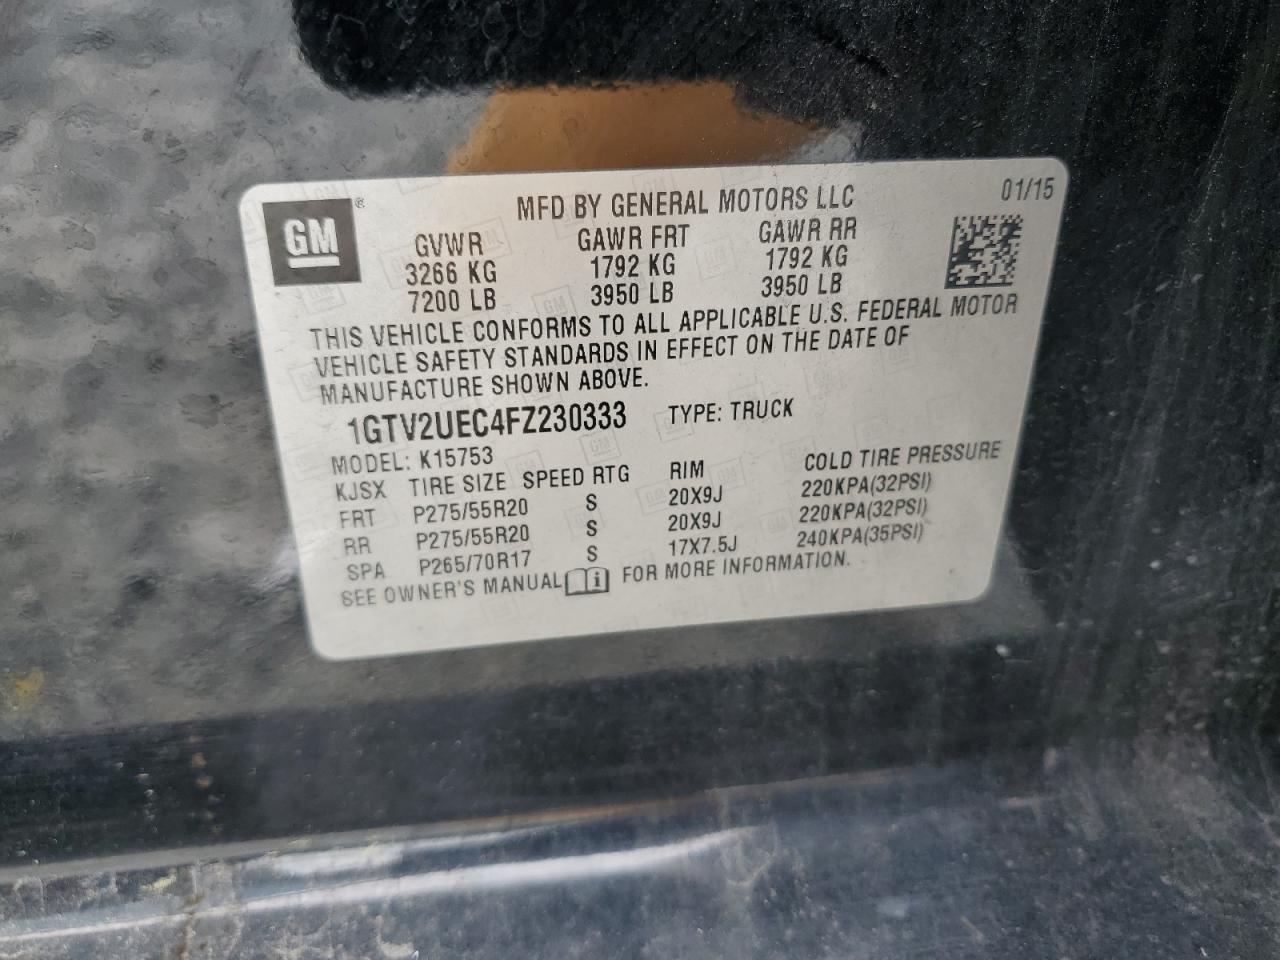 GM ®
MFD BY GENERAL MOTORS LLC 01/15
GVWR GAWR FRT GAWR RR
3266 KG 1792 KG 1792 KG
7200 LB 3950 LB 3950 LB
THIS VEHICLE CONFORMS TO ALL APPLICABLE U.S. FEDERAL MOTOR
VEHICLE SAFETY STANDARDS IN EFFECT ON THE DATE OF
MANUFACTURE SHOWN ABOVE.
1GTV2UEC4FZ230333 TYPE: TRUCK
MODEL: K15753
KJSX TIRE SIZE SPEED RTG RIM COLD TIRE PRESSURE
FRT P275/55R20 S 20X9J 220KPA(32PSI)
RR P275/55R20 S 20X9J 220KPA(32PSI)
SPA P265/70R17 S 17X7.5J 240KPA(35PSI)
SEE OWNER'S MANUAL i FOR MORE INFORMATION.